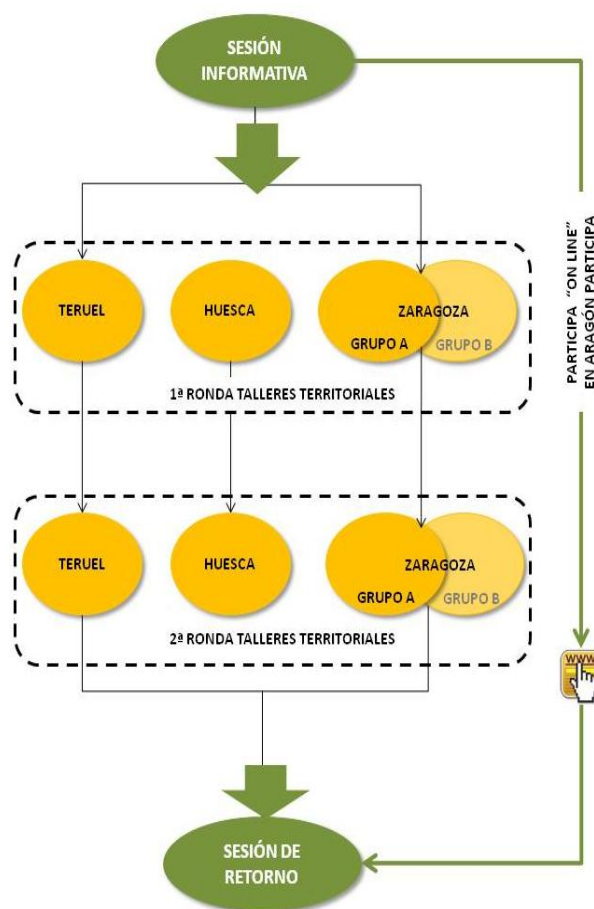 SESIÓN
INFORMATIVA
PARTICIPA "ON LINE"
EN ARAGÓN PARTICIPA
TERUEL
HUESCA
ZARAGOZA
GRUPO A
GRUPO B
1ª RONDA TALLERES TERRITORIALES
TERUEL
HUESCA
ZARAGOZA
GRUPO A
GRUPO B
2ª RONDA TALLERES TERRITORIALES
WWW
SESIÓN DE
RETORNO